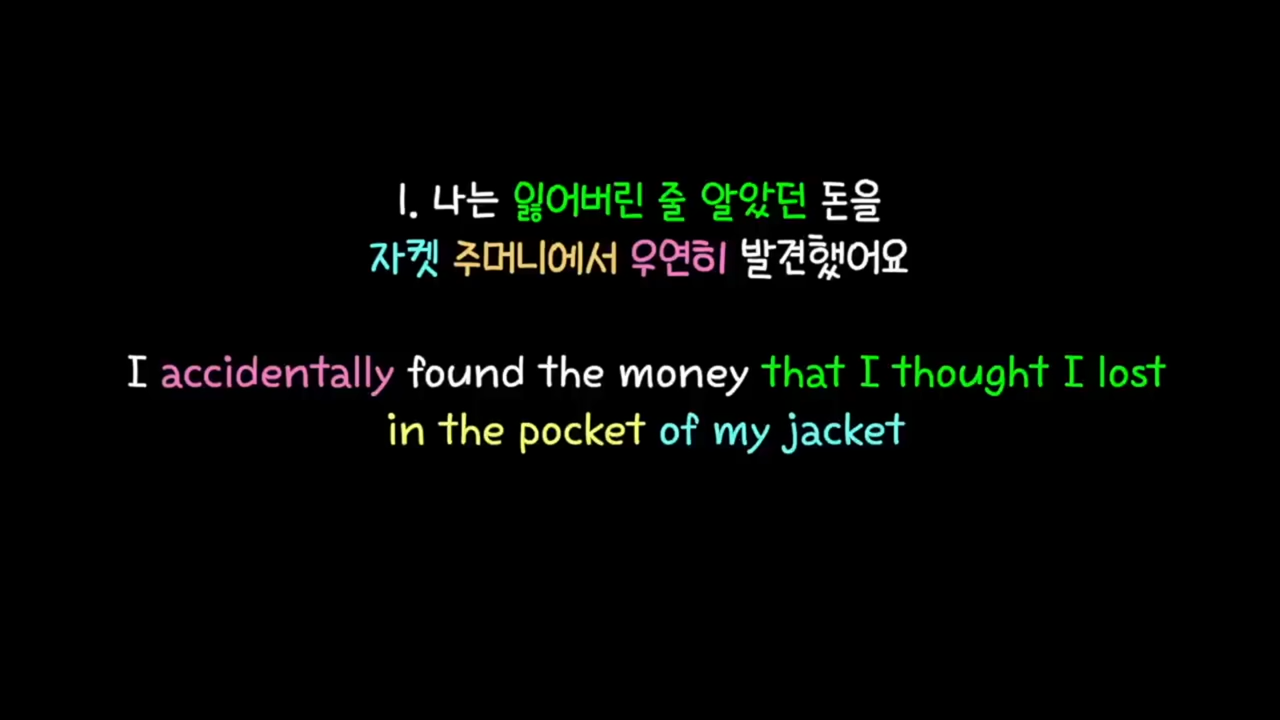 1. 나는 잃어버린 줄 알았던 돈을
자켓 주머니에서 우연히 발견했어요
I accidentally found the money that I thought I lost
in the pocket of my jacket